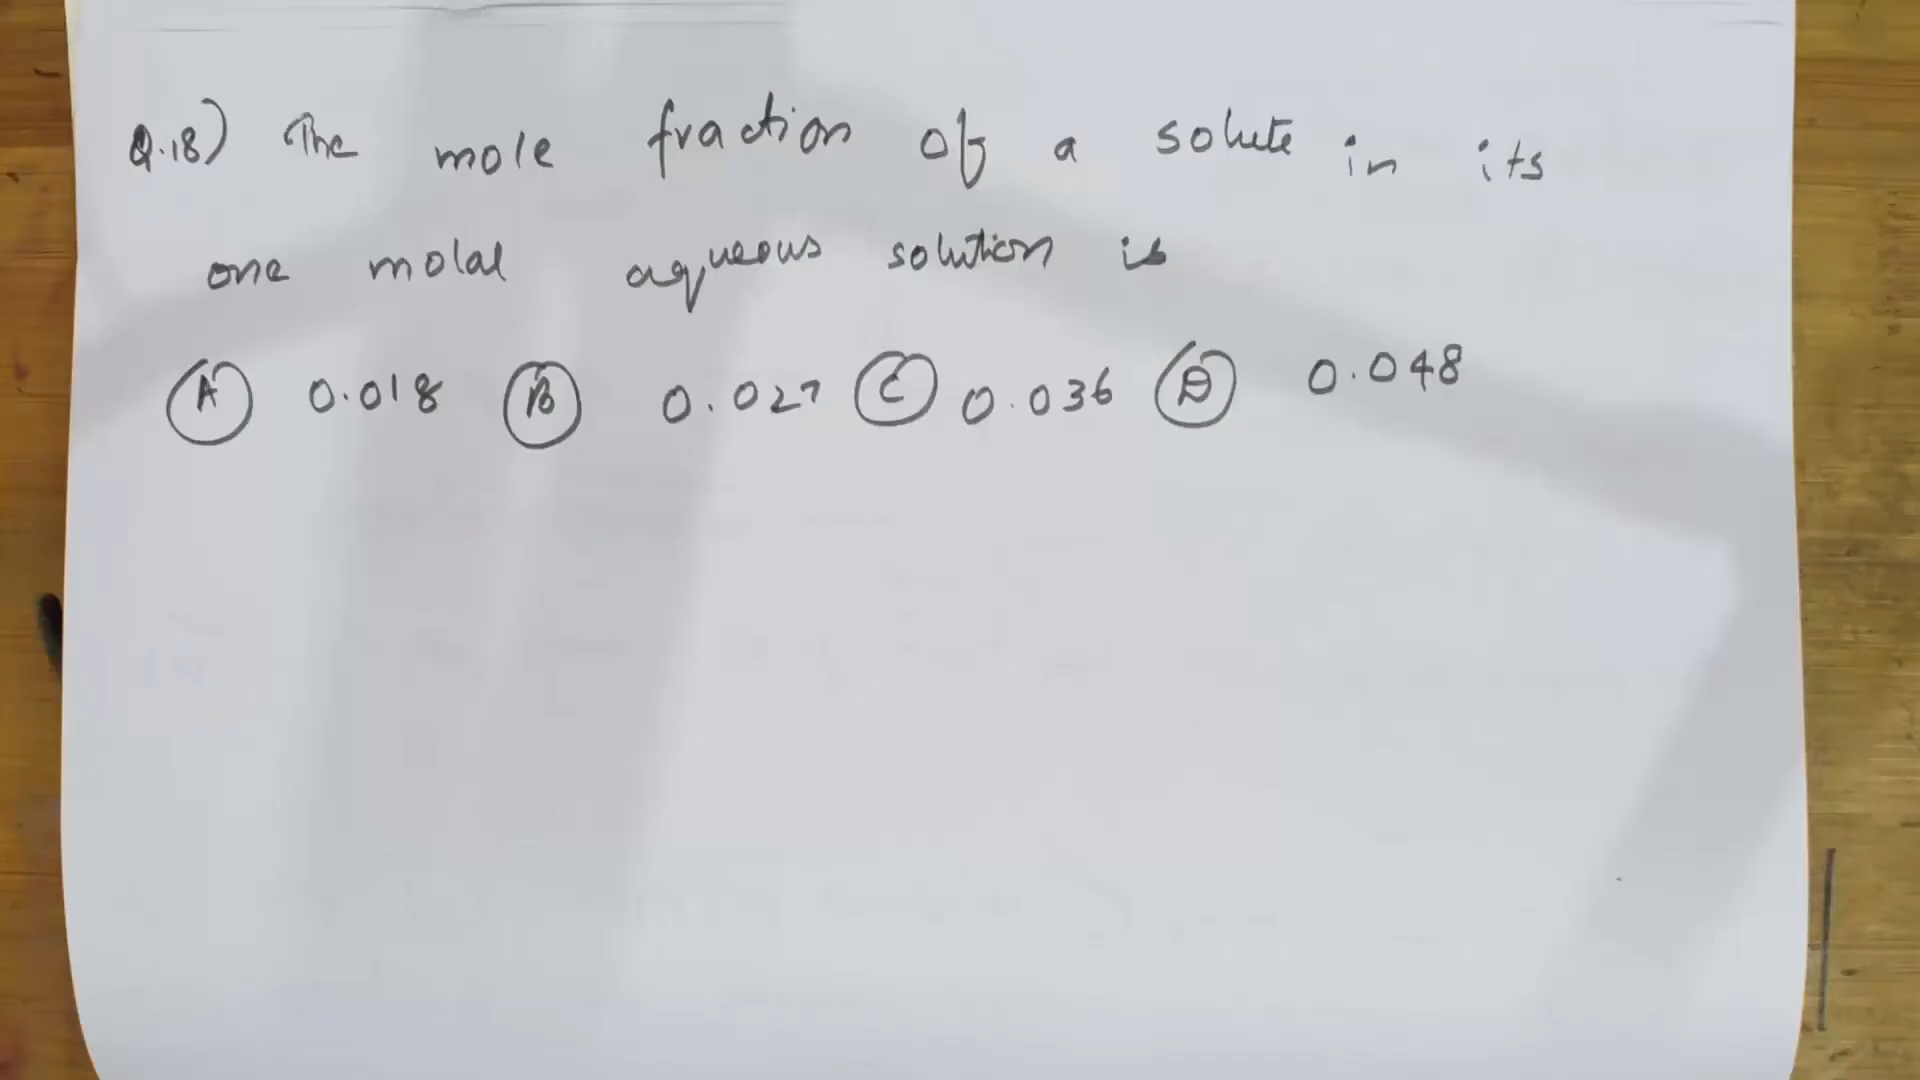 Q.18) The mole fraction of a solute in its
one molal aqueous solution is
(A) 0.018 (B) 0.027 (C) 0.036 (D) 0.048